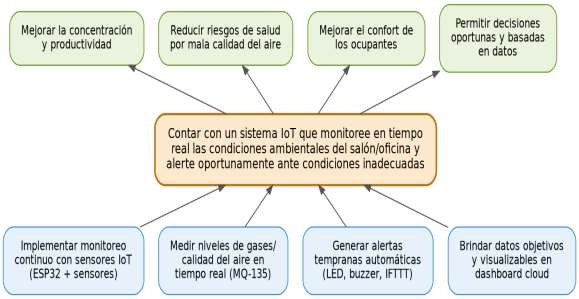 Mejorar la concentración
y productividad
Reducir riesgos de salud
por mala calidad del aire
Mejorar el confort de
los ocupantes
Permitir decisiones
oportunas y basadas
en datos
Contar con un sistema IoT que monitoree en tiempo
real las condiciones ambientales del salón/oficina y
alerte oportunamente ante condiciones inadecuadas
Implementar monitoreo
continuo con sensores IoT
(ESP32 + sensores)
Medir niveles de gases/
calidad del aire en
tiempo real (MQ-135)
Generar alertas
tempranas automáticas
(LED, buzzer, IFTTT)
Brindar datos objetivos
y visualizables en
dashboard cloud